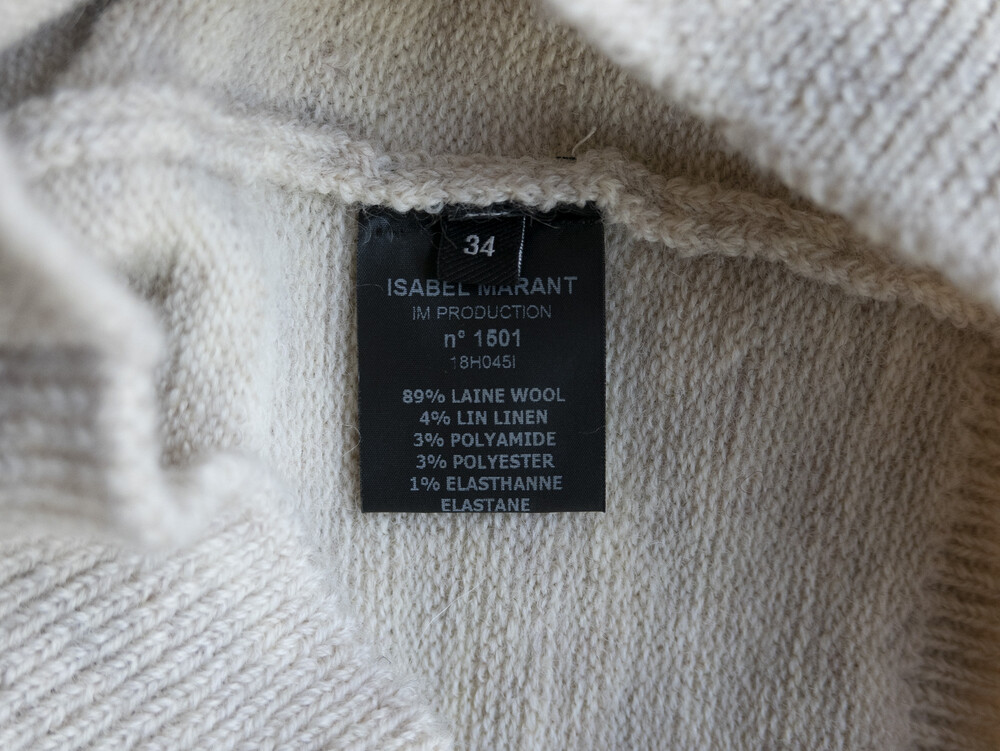 34
ISABEL MARANT
IM PRODUCTION
n° 1501
18H045I
89% LAINE WOOL
4% LIN LINEN
3% POLYAMIDE
3% POLYESTER
1% ELASTHANNE
ELASTANE